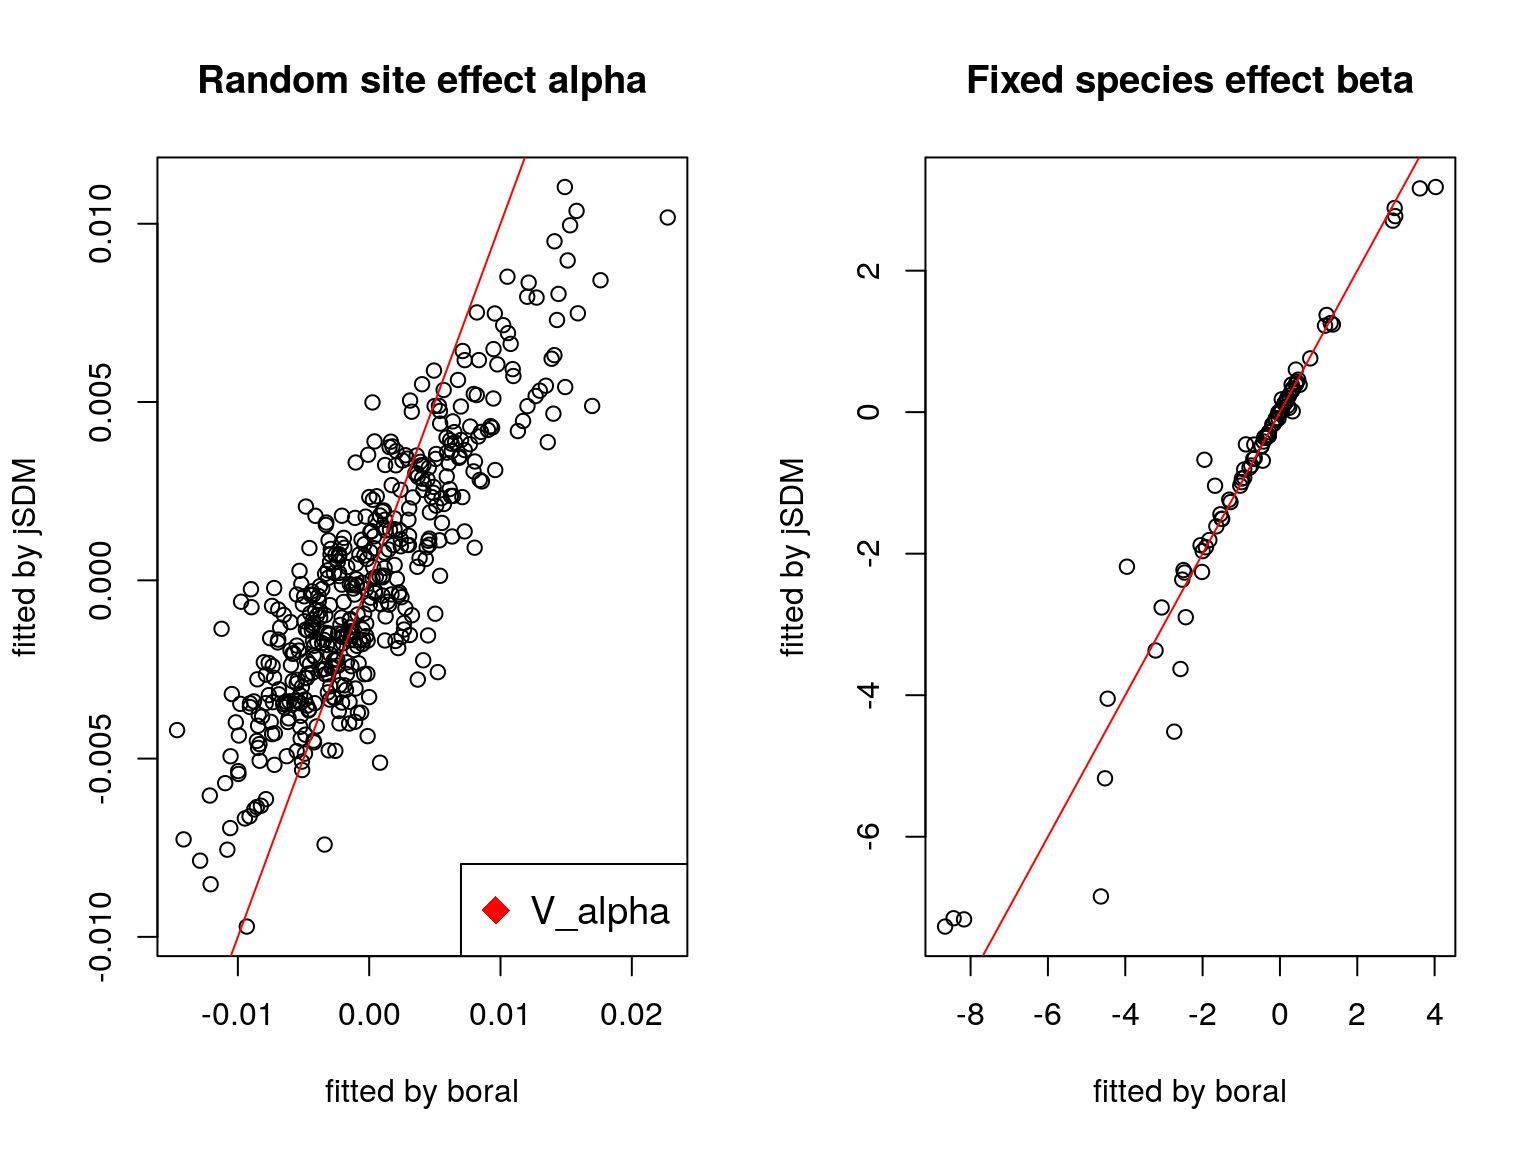 Random site effect alpha
fitted by jSDM
0.010
0.005
0.000
-0.005
-0.010
V_alpha
-0.01 0.00 0.01 0.02
fitted by boral
Fixed species effect beta
fitted by jSDM
2
0
-2
-4
-6
-8 -6 -4 -2 0 2 4
fitted by boral